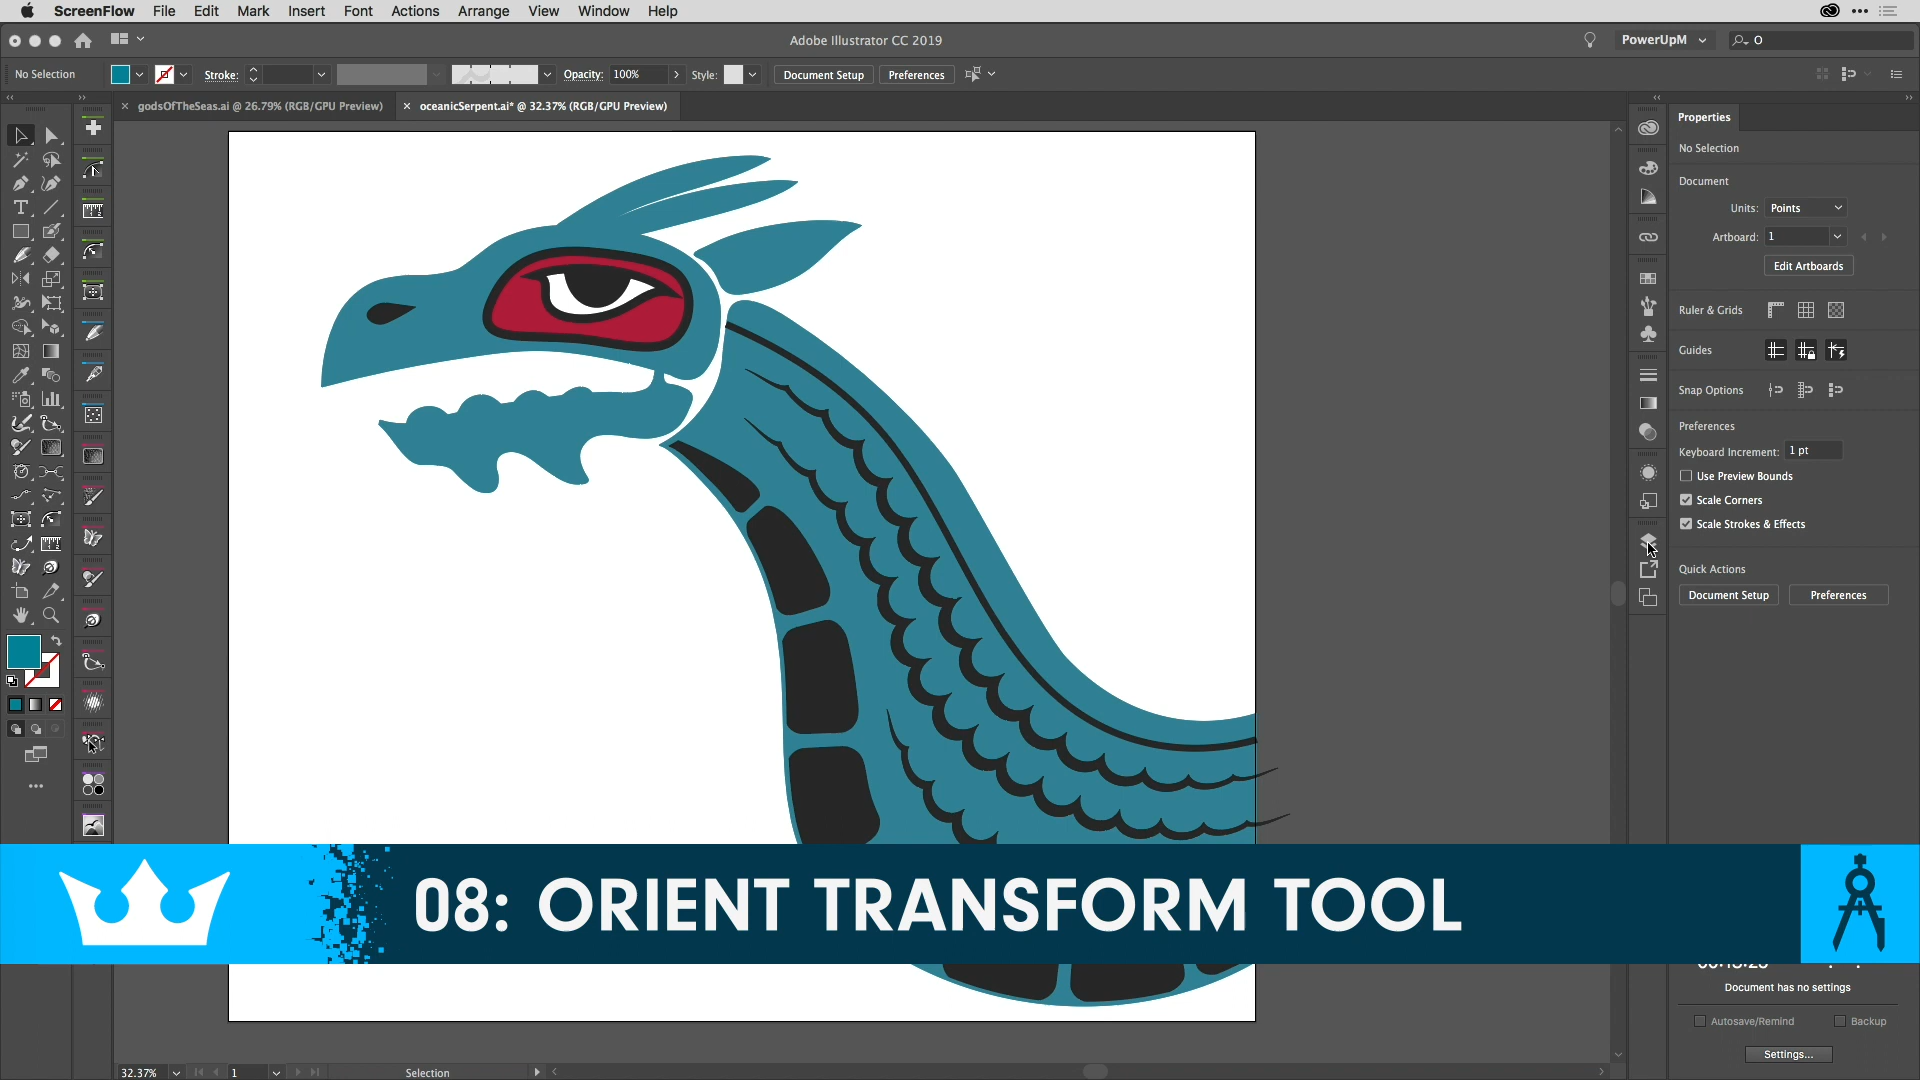 ScreenFlow File Edit Mark Insert Font Actions Arrange View Window Help
Adobe Illustrator CC 2019
PowerUpM
O
No Selection
Stroke:
Opacity: 100%
Style:
Document Setup
Preferences
godsOfTheSeas.ai @ 26.79% (RGB/GPU Preview)
oceanicSerpent.ai* @ 32.37% (RGB/GPU Preview)
Properties
No Selection
Document
Units: Points
Artboard: 1
Edit Artboards
Ruler & Grids
Guides
Snap Options
Preferences
Keyboard Increment: 1 pt
Use Preview Bounds
Scale Corners
Scale Strokes & Effects
Quick Actions
Document Setup
Preferences
08: ORIENT TRANSFORM TOOL
Document has no settings
Autosave/Remind
Backup
Settings...
32.37%
1
Selection